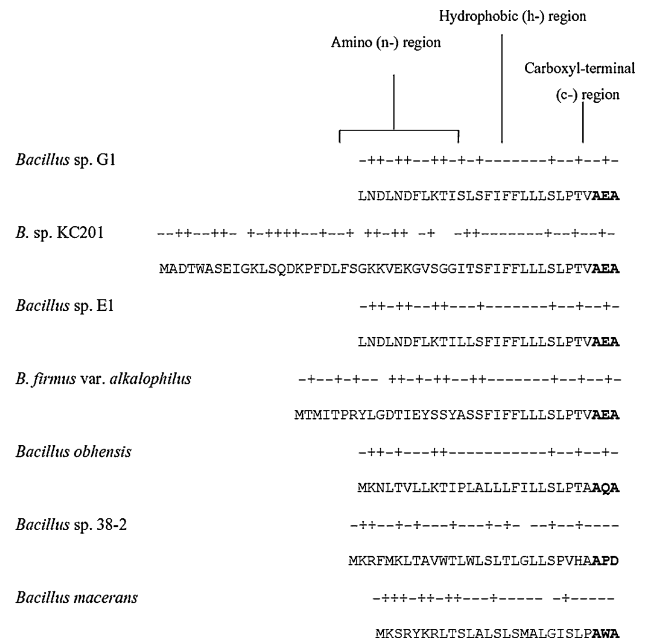 Hydrophobic (h-) region
Amino (n-) region
Carboxyl-terminal
(c-) region
Bacillus sp. G1 -++-++--++-+-+-------+--+--+-
LNDLNDFLKTISLSFIFFLLLSLPTVAEA
B. sp. KC201 --++--++- +-++++--+--+ -++-++ -+ --++-------+--+--+-
MADTWASEIGKLSQDKPFDLFSGKKVEKGVSGGITSFIFFLLLSLPTVAEA
Bacillus sp. E1 -++-+---++---+-------+--+--+-
LNDLNDFLKTILLSFIFFLLLSLPTVAEA
B. firmus var. alkalophilus -+--+-+- ++-+-++--++-------+--+--+-
MTMITPRYLGDTIEYSSYASSFIFFLLLSLPTVAEA
Bacillus obhensis -++-+---++-----------+--+--+-
MKNLTVLLKTIPLALLLFILLSLPTAAQA
Bacillus sp. 38-2 -++--+-+--+--+-+-+- --+-+----
MKRFMKLTAVWTLWLSLTLGLLSPVHAAPD
Bacillus macerans -+++-++-+---+----- -+-----
MKSRYKRLTSLALSLSMALGISLPAWA